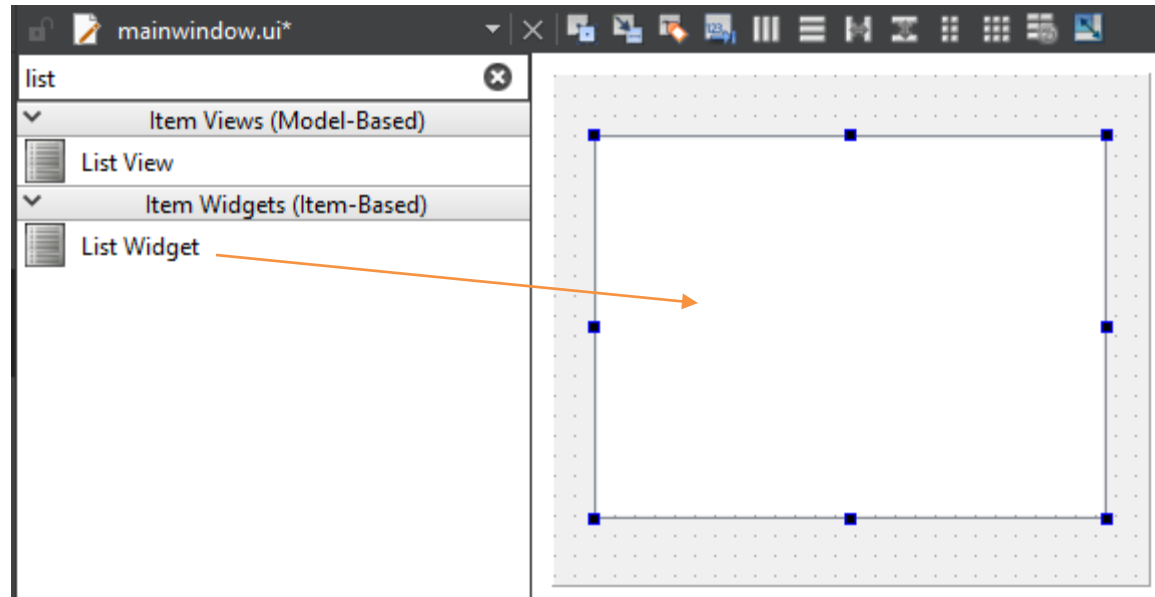 mainwindow.ui*
list
Item Views (Model-Based)
List View
Item Widgets (Item-Based)
List Widget